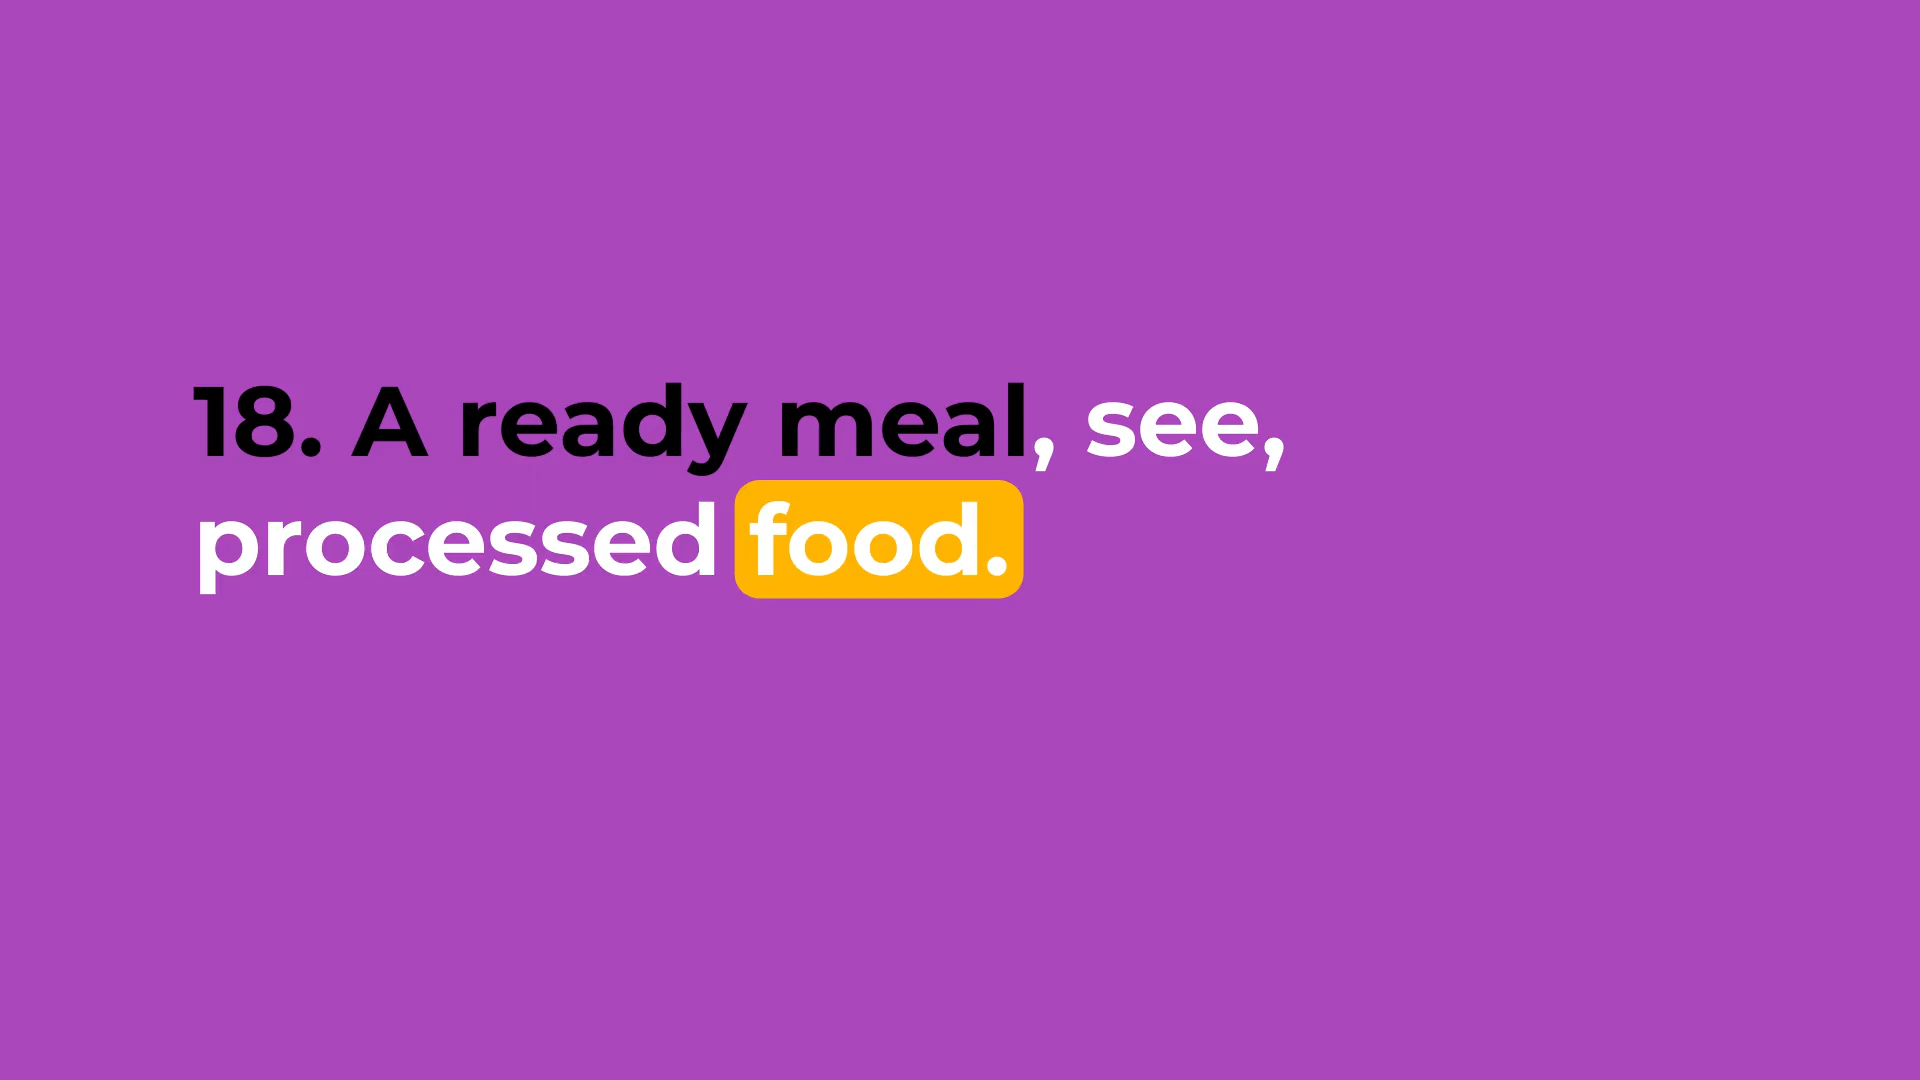 18. A ready meal, see,
processed food.